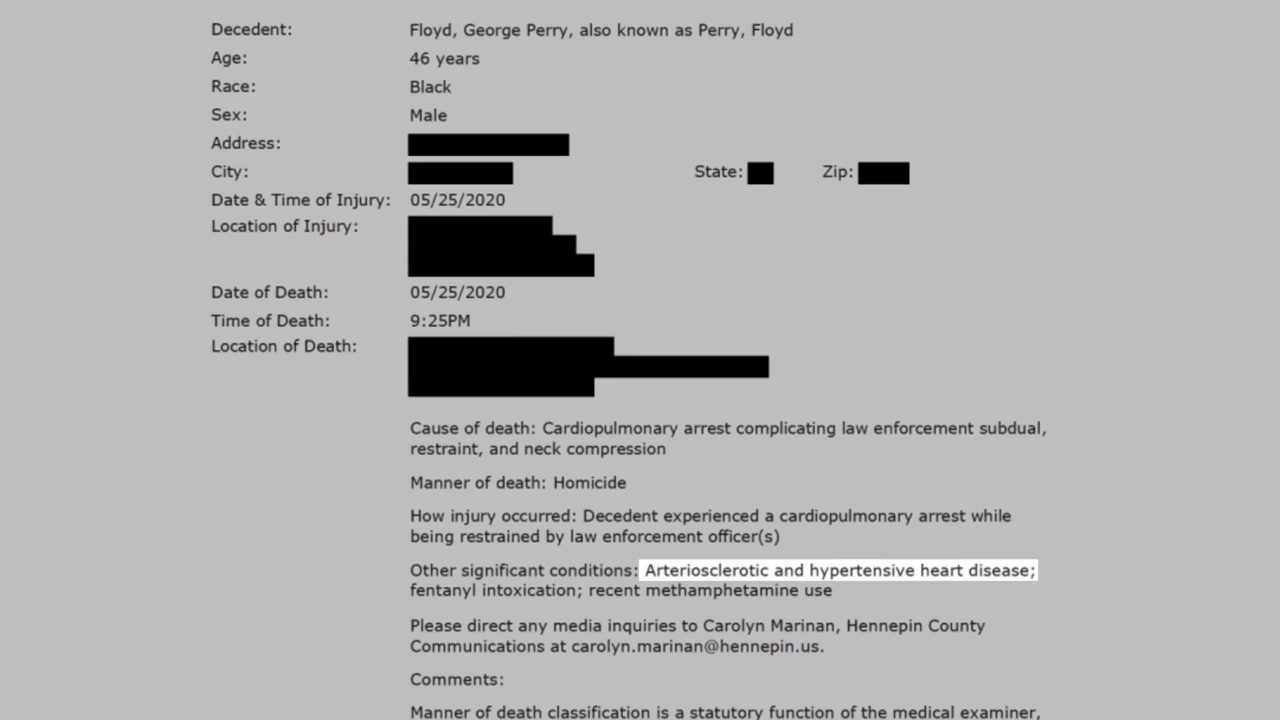 Decedent: Floyd, George Perry, also known as Perry, Floyd
Age: 46 years
Race: Black
Sex: Male
Address:
City: State: Zip:
Date & Time of Injury: 05/25/2020
Location of Injury:
Date of Death: 05/25/2020
Time of Death: 9:25PM
Location of Death:
Cause of death: Cardiopulmonary arrest complicating law enforcement subdual,
restraint, and neck compression
Manner of death: Homicide
How injury occurred: Decedent experienced a cardiopulmonary arrest while
being restrained by law enforcement officer(s)
Other significant conditions: Arteriosclerotic and hypertensive heart disease;
fentanyl intoxication; recent methamphetamine use
Please direct any media inquiries to Carolyn Marinan, Hennepin County
Communications at carolyn.marinan@hennepin.us.
Comments:
Manner of death classification is a statutory function of the medical examiner,